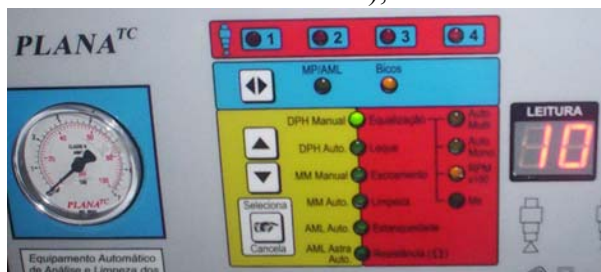 PLANA TC
1 2 3 4
MP/AML Bicos
DPH Manual Equalização Auto Multi
DPH Auto. Leque Auto Mono
MM Manual Escoamento RPM x100
MM Auto. Limpeza Ms
AML Auto. Estanqueidade
AML Astra Auto. Resistência (Ω)
Seleciona
Cancela
LEITURA
10
PLANA TC
Equipamento Automático
de Análise e Limpeza dos